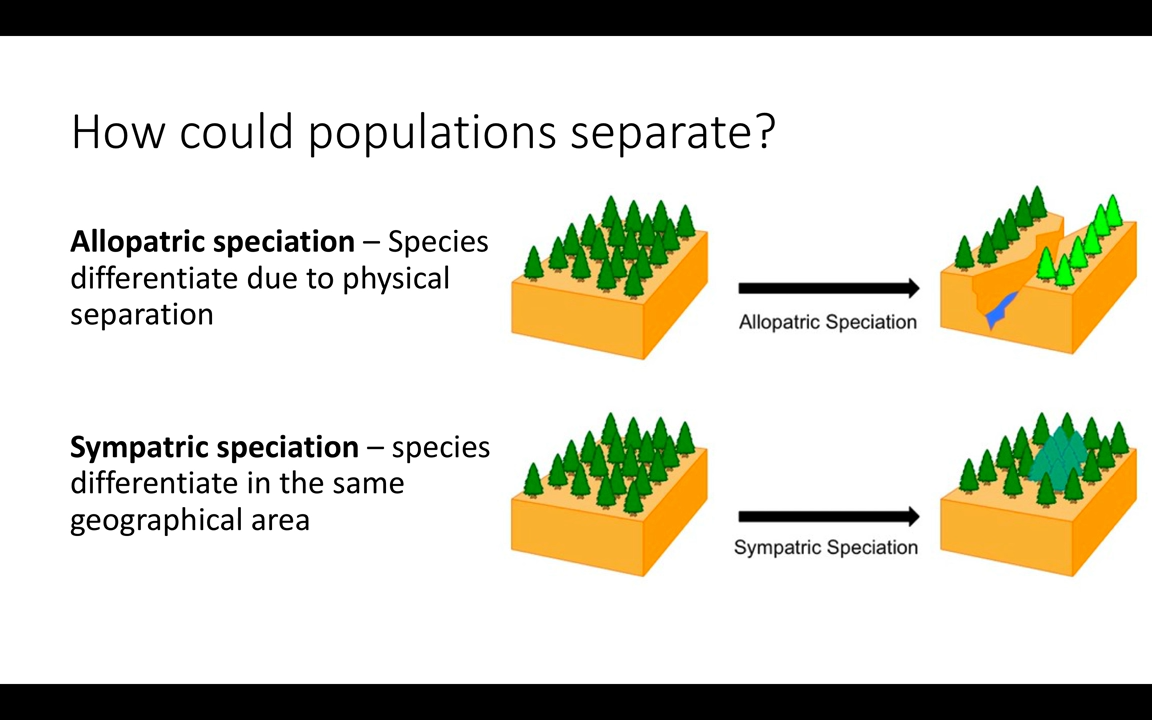 How could populations separate?
Allopatric speciation – Species
differentiate due to physical
separation
Allopatric Speciation
Sympatric speciation – species
differentiate in the same
geographical area
Sympatric Speciation